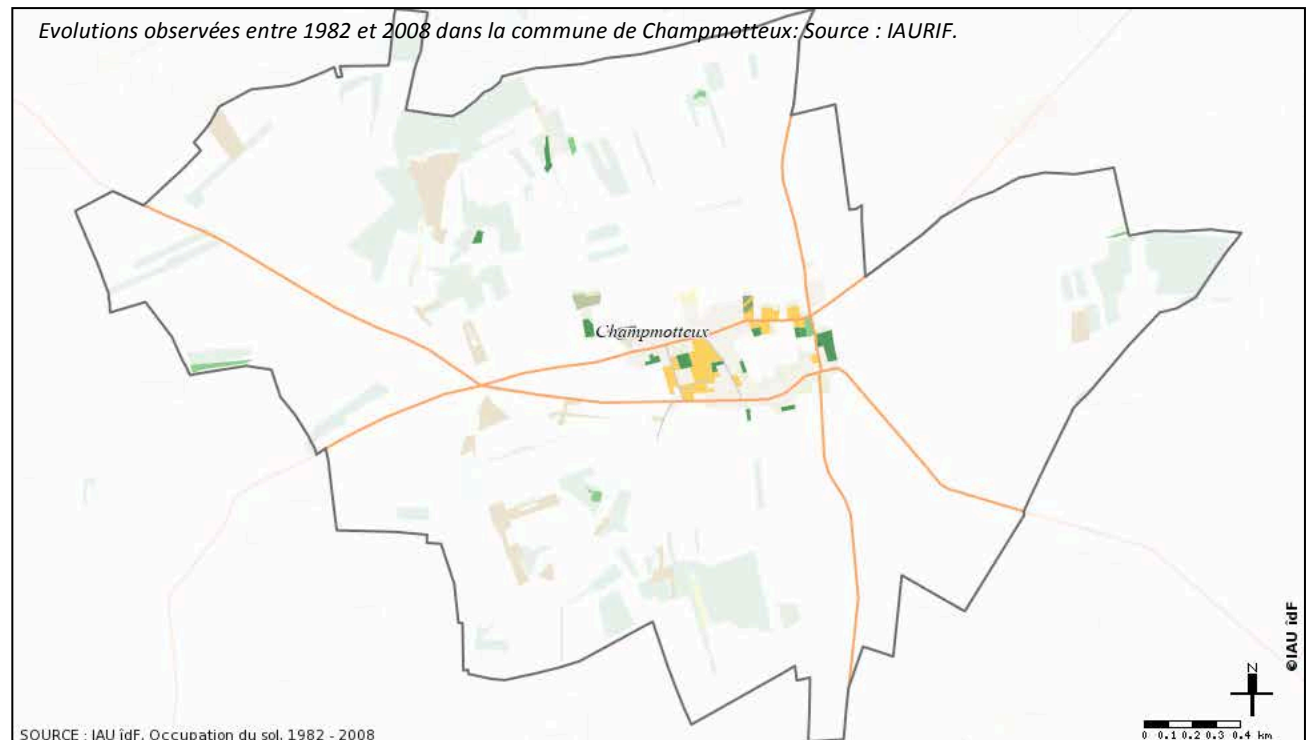 Evolutions observées entre 1982 et 2008 dans la commune de Champmotteux: Source : IAURIF.
Champmotteux
©IAU îdF
N
SOURCE : IAU îdF, Occupation du sol, 1982 - 2008
0 0.1 0.2 0.3 0.4 km